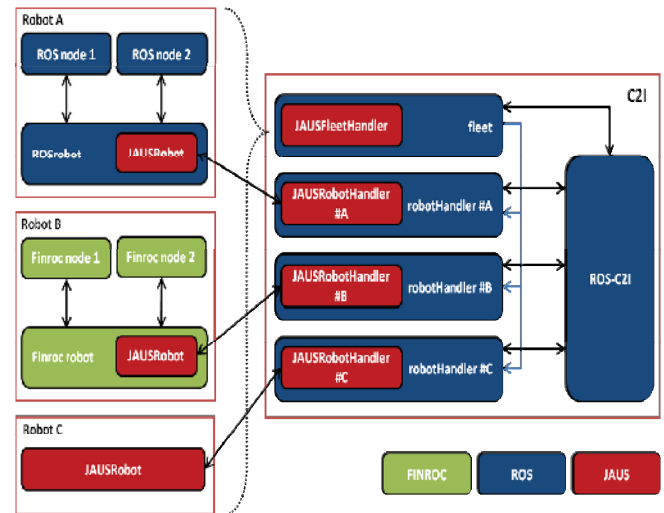 Robot A
ROS node 1
ROS node 2
ROSrobot
JAUSRobot
Robot B
Finroc node 1
Finroc node 2
Finroc robot
JAUSRobot
Robot C
JAUSRobot
C2I
JAUSFleetHandler
fleet
JAUSRobotHandler
#A
robotHandler #A
JAUSRobotHandler
#B
robotHandler #B
JAUSRobotHandler
#C
robotHandler #C
ROS-C2I
FINROC
ROS
JAUS